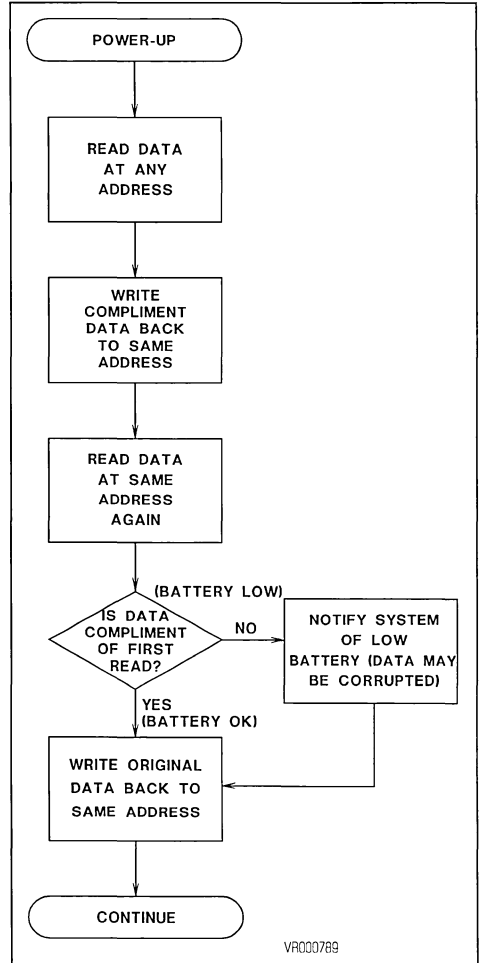 POWER-UP
READ DATA
AT ANY
ADDRESS
WRITE
COMPLIMENT
DATA BACK
TO SAME
ADDRESS
READ DATA
AT SAME
ADDRESS
AGAIN
(BATTERY LOW)
IS DATA
COMPLIMENT
OF FIRST
READ?
NO
NOTIFY SYSTEM
OF LOW
BATTERY (DATA MAY
BE CORRUPTED)
YES
(BATTERY OK)
WRITE ORIGINAL
DATA BACK TO
SAME ADDRESS
CONTINUE
VR000789